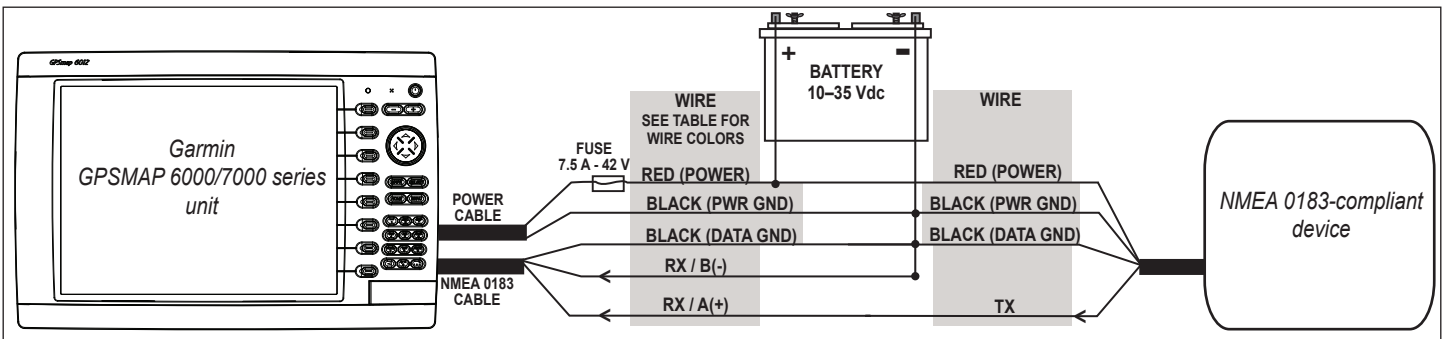 GPSmap 6012
Garmin
GPSMAP 6000/7000 series
unit
POWER
CABLE
NMEA 0183
CABLE
FUSE
7.5 A - 42 V
WIRE
SEE TABLE FOR
WIRE COLORS
RED (POWER)
BLACK (PWR GND)
BLACK (DATA GND)
RX / B(-)
RX / A(+)
+
-
BATTERY
10–35 Vdc
WIRE
RED (POWER)
BLACK (PWR GND)
BLACK (DATA GND)
TX
NMEA 0183-compliant
device